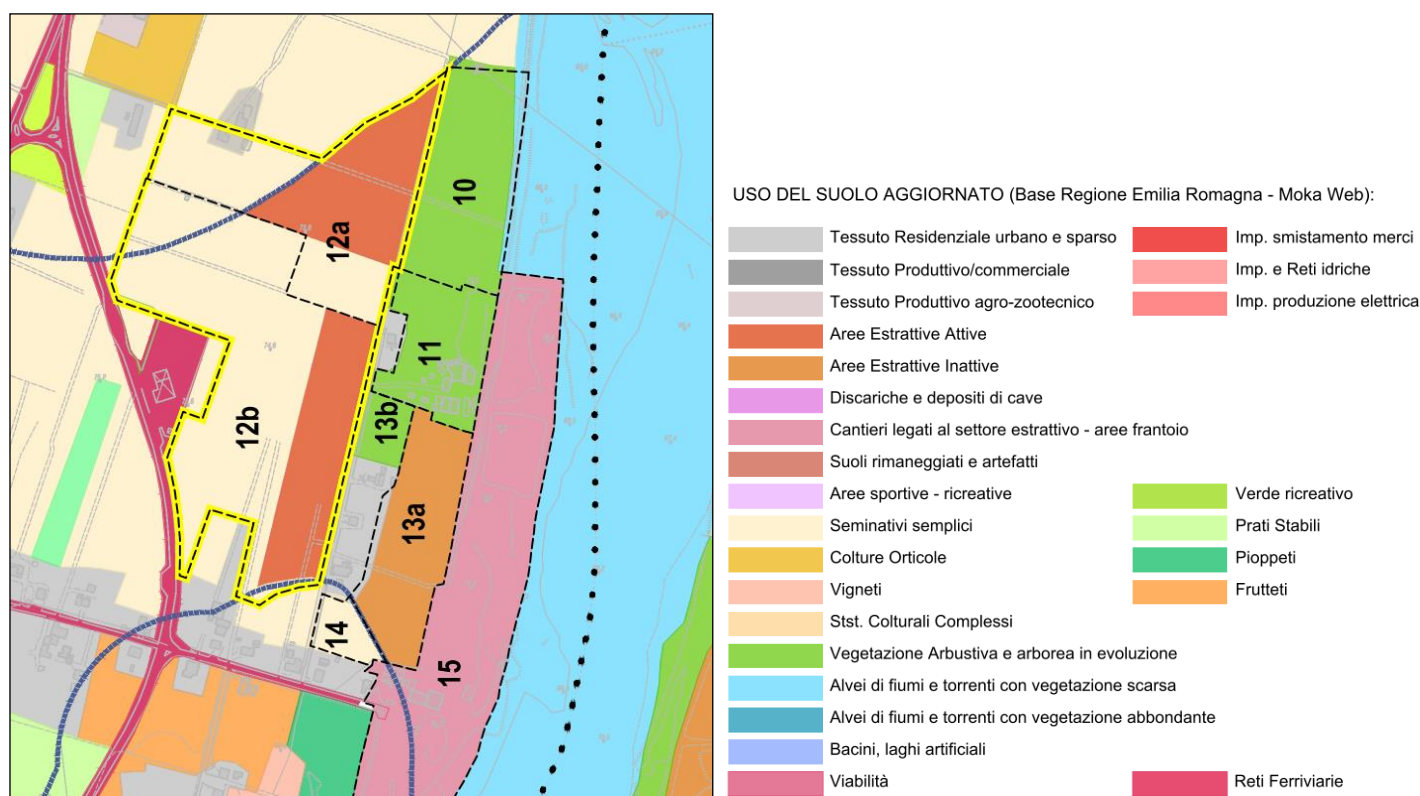 10
12a
11
12b
13b
13a
14
15
USO DEL SUOLO AGGIORNATO (Base Regione Emilia Romagna - Moka Web):
Tessuto Residenziale urbano e sparso Imp. smistamento merci
Tessuto Produttivo/commerciale Imp. e Reti idriche
Tessuto Produttivo agro-zootecnico Imp. produzione elettrica
Aree Estrattive Attive
Aree Estrattive Inattive
Discariche e depositi di cave
Cantieri legati al settore estrattivo - aree frantoio
Suoli rimaneggiati e artefatti
Aree sportive - ricreative Verde ricreativo
Seminativi semplici Prati Stabili
Colture Orticole Pioppeti
Vigneti Frutteti
Stst. Colturali Complessi
Vegetazione Arbustiva e arborea in evoluzione
Alvei di fiumi e torrenti con vegetazione scarsa
Alvei di fiumi e torrenti con vegetazione abbondante
Bacini, laghi artificiali
Viabilità Reti Ferriviarie